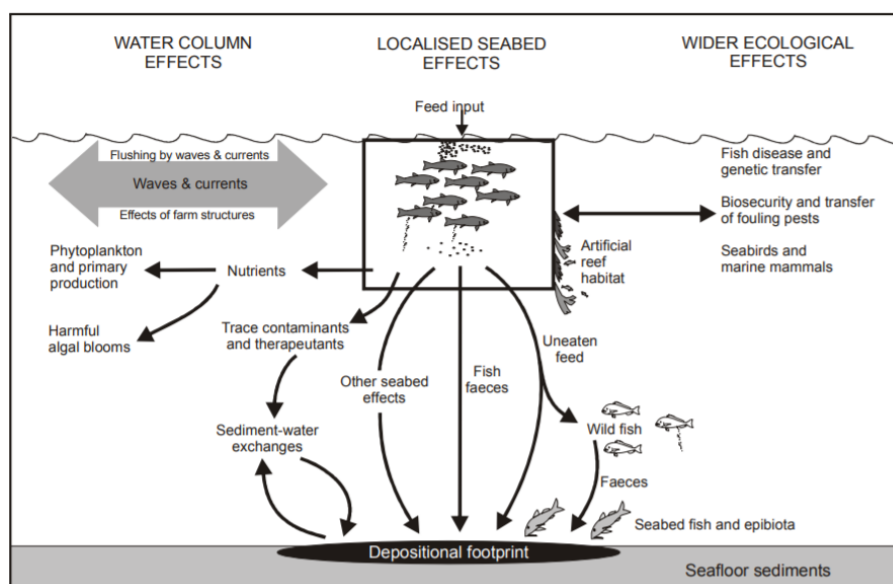 WATER COLUMN
EFFECTS
LOCALISED SEABED
EFFECTS
WIDER ECOLOGICAL
EFFECTS
Feed input
Flushing by waves & currents
Waves & currents
Effects of farm structures
Fish disease and
genetic transfer
Biosecurity and transfer
of fouling pests
Seabirds and
marine mammals
Artificial
reef
habitat
Phytoplankton
and primary
production
Nutrients
Harmful
algal blooms
Trace contaminants
and therapeutants
Other seabed
effects
Fish
faeces
Uneaten
feed
Sediment-water
exchanges
Wild fish
Faeces
Seabed fish and epibiota
Depositional footprint
Seafloor sediments